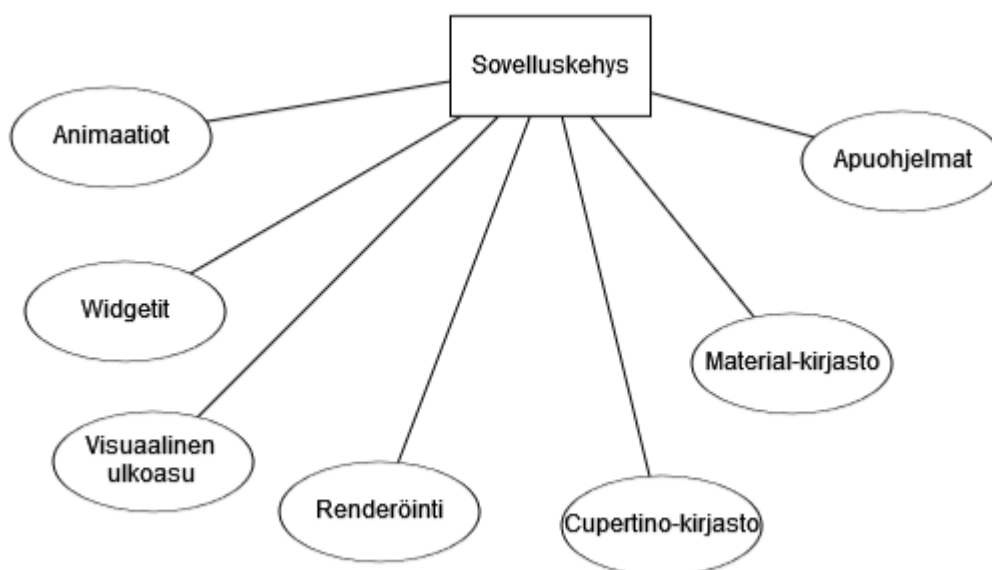 Sovelluskehys
Animaatiot
Apuohjelmat
Widgetit
Material-kirjasto
Visuaalinen
ulkoasu
Renderöinti
Cupertino-kirjasto